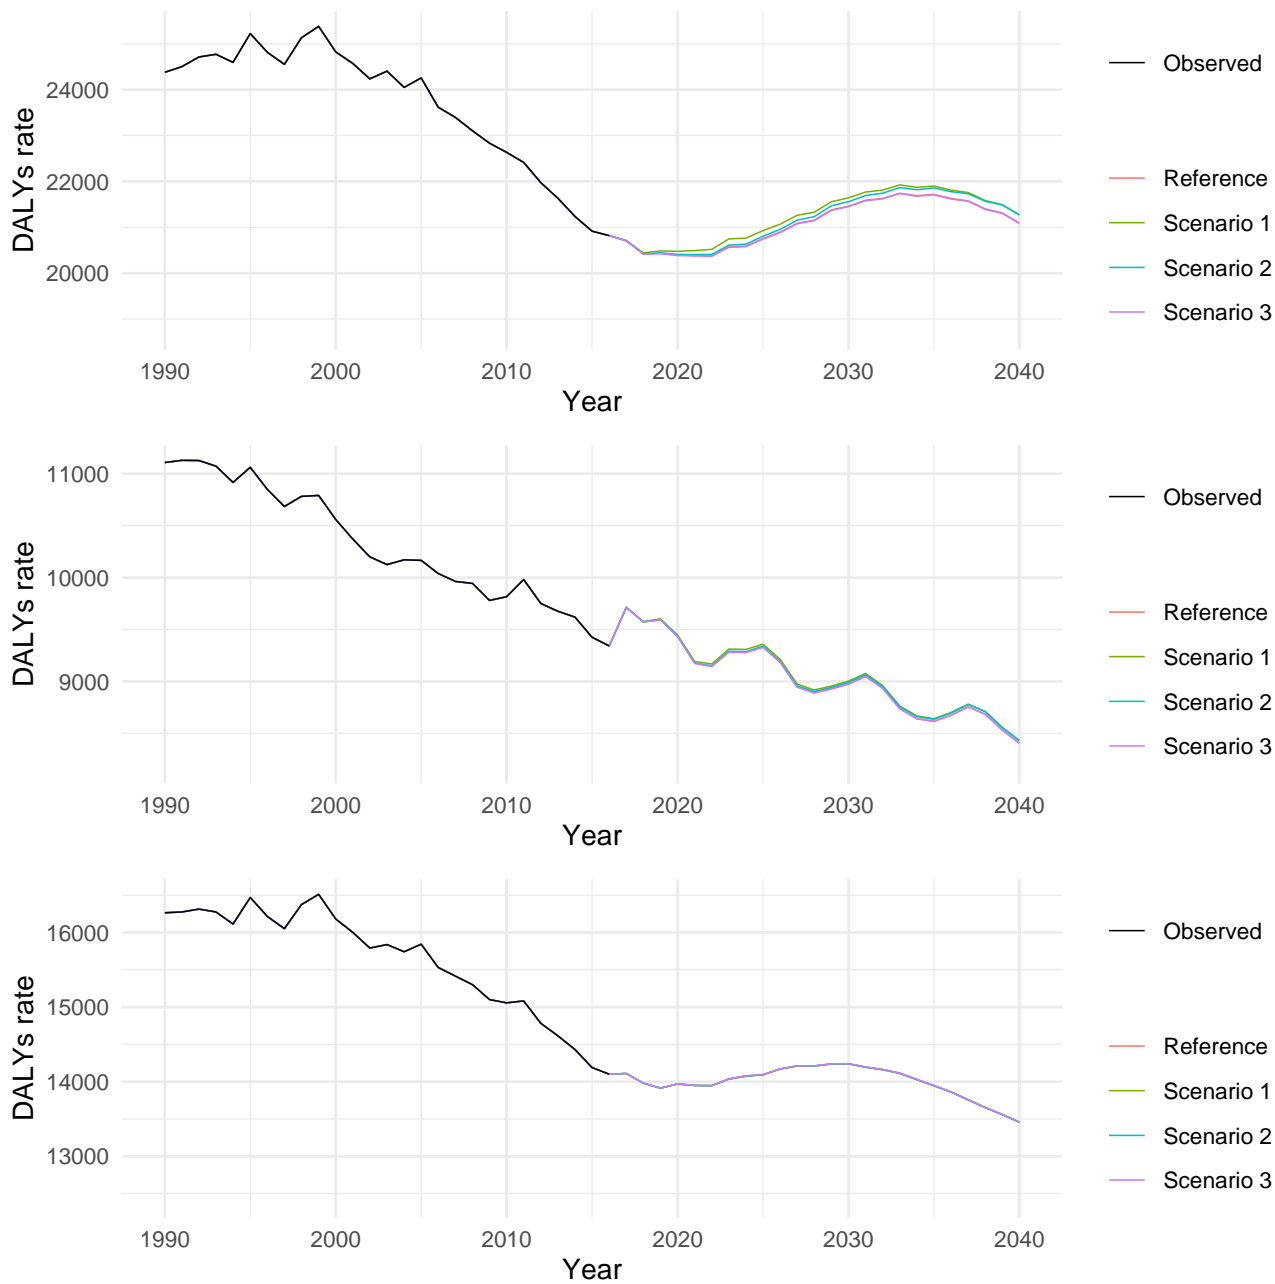 24000
22000
20000
DALYs rate
1990 2000 2010 2020 2030 2040
Year
Observed
Reference
Scenario 1
Scenario 2
Scenario 3
11000
10000
9000
DALYs rate
1990 2000 2010 2020 2030 2040
Year
Observed
Reference
Scenario 1
Scenario 2
Scenario 3
16000
15000
14000
13000
DALYs rate
1990 2000 2010 2020 2030 2040
Year
Observed
Reference
Scenario 1
Scenario 2
Scenario 3